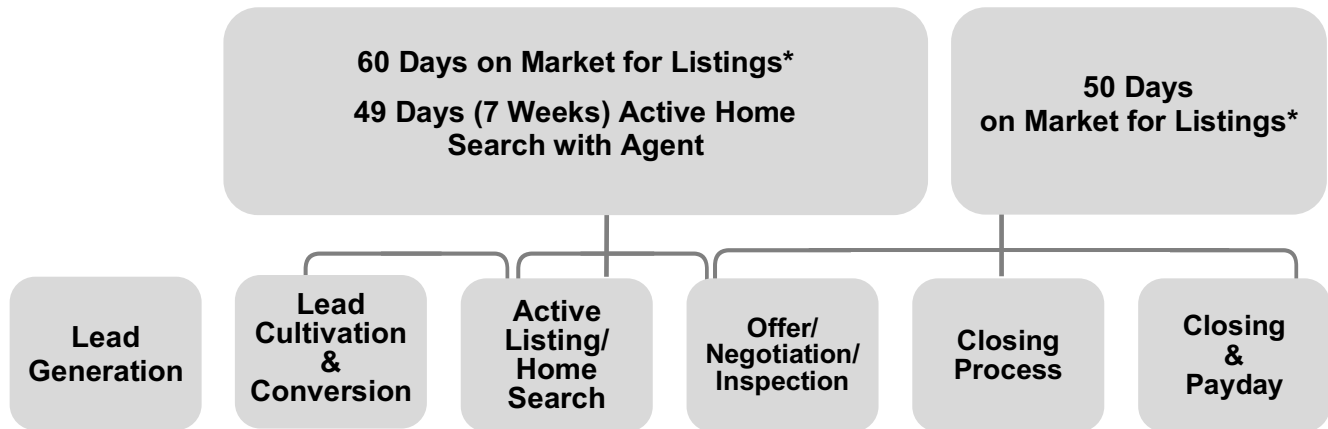 60 Days on Market for Listings*
49 Days (7 Weeks) Active Home
Search with Agent
50 Days
on Market for Listings*
Lead
Generation
Lead
Cultivation
&
Conversion
Active
Listing/
Home
Search
Offer/
Negotiation/
Inspection
Closing
Process
Closing
&
Payday